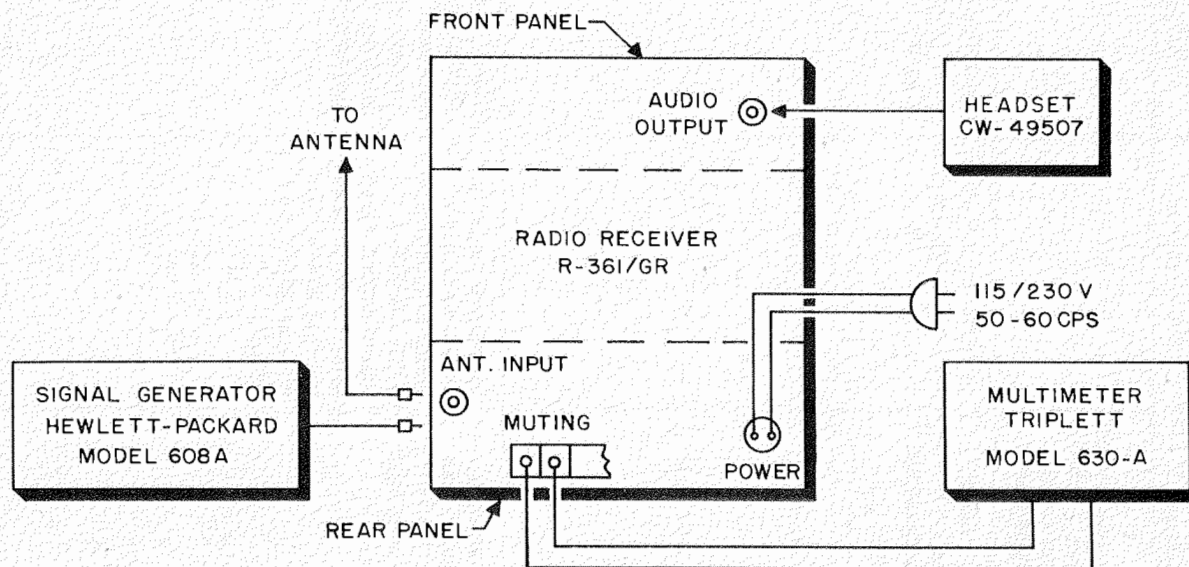 FRONT PANEL
TO
ANTENNA
AUDIO
OUTPUT
HEADSET
CW-49507
RADIO RECEIVER
R-361/GR
115/230 V
50-60 CPS
ANT. INPUT
SIGNAL GENERATOR
HEWLETT-PACKARD
MODEL 608A
MUTING
POWER
MULTIMETER
TRIPLETT
MODEL 630-A
REAR PANEL